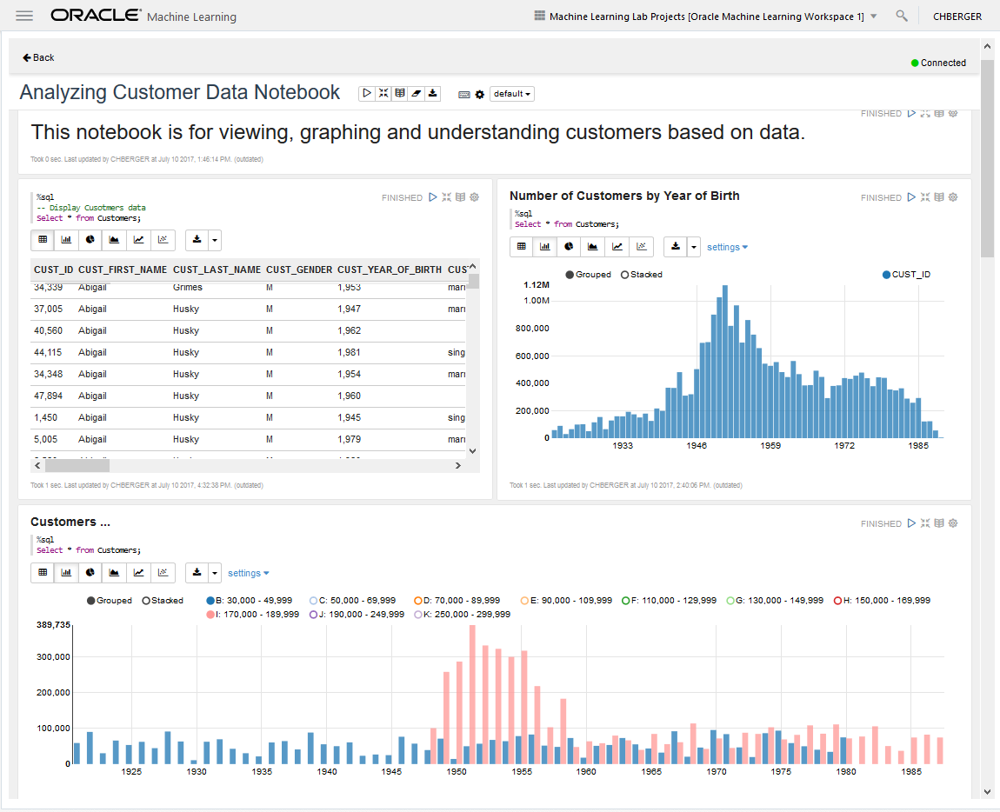 ORACLE® Machine Learning
Machine Learning Lab Projects [Oracle Machine Learning Workspace 1]
CHBERGER
Back
Connected
Analyzing Customer Data Notebook
default
FINISHED
This notebook is for viewing, graphing and understanding customers based on data.
Took 0 sec. Last updated by CHBERGER at July 10 2017, 1:46:14 PM. (outdated)
%sql
-- Display Cusotmers data
Select * from Customers;
FINISHED
CUST_ID CUST_FIRST_NAME CUST_LAST_NAME CUST_GENDER CUST_YEAR_OF_BIRTH CUST
34,339 Abigail Grimes M 1,953 marr
37,005 Abigail Husky M 1,947 marr
40,560 Abigail Husky M 1,962
44,115 Abigail Husky M 1,981 sing
34,348 Abigail Husky M 1,954 marr
47,894 Abigail Husky M 1,960
1,450 Abigail Husky M 1,945 sing
5,005 Abigail Husky M 1,979 marr
Took 1 sec. Last updated by CHBERGER at July 10 2017, 4:32:38 PM. (outdated)
Number of Customers by Year of Birth
FINISHED
%sql
Select * from Customers;
settings
Grouped Stacked CUST_ID
1.12M
1.00M
800,000
600,000
400,000
200,000
0
1933 1946 1959 1972 1985
Took 1 sec. Last updated by CHBERGER at July 10 2017, 2:40:06 PM. (outdated)
Customers ...
FINISHED
%sql
Select * from Customers;
settings
Grouped Stacked B: 30,000 - 49,999 C: 50,000 - 69,999 D: 70,000 - 89,999 E: 90,000 - 109,999 F: 110,000 - 129,999 G: 130,000 - 149,999 H: 150,000 - 169,999
I: 170,000 - 189,999 J: 190,000 - 249,999 K: 250,000 - 299,999
389,735
300,000
200,000
100,000
0
1925 1930 1935 1940 1945 1950 1955 1960 1965 1970 1975 1980 1985